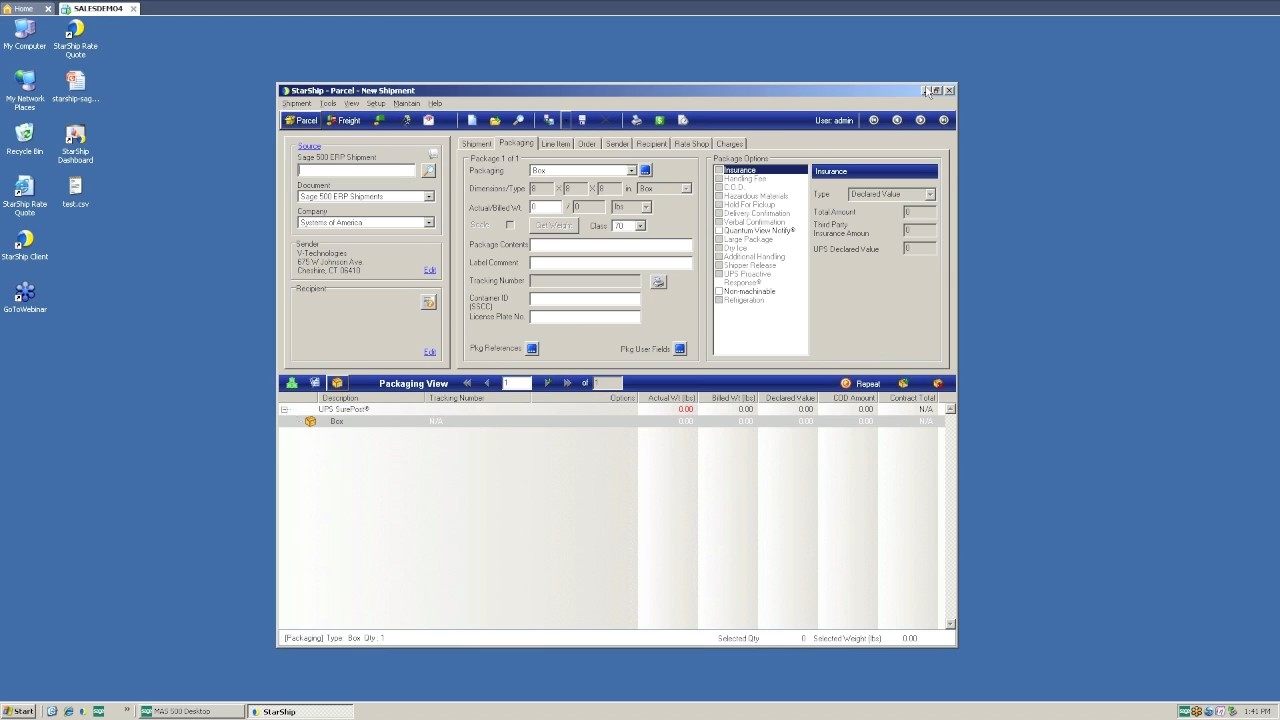 Home
SALESDEMO4
My Computer
StarShip Rate Quote
My Network Places
starship-sag...
Recycle Bin
StarShip Dashboard
StarShip Rate Quote
test.csv
StarShip Client
GoToWebinar
StarShip - Parcel - New Shipment
Shipment Tools View Setup Maintain Help
Parcel Freight User: admin
Source
Sage 500 ERP Shipment
Document
Sage 500 ERP Shipments
Company
Systems of America
Sender
V-Technologies
675 W Johnson Ave
Cheshire, CT 06410
Edit
Recipient
Edit
Shipment Packaging Line Item Order Sender Recipient Rate Shop Charges
Package 1 of 1
Packaging Box
Dimensions/Type 8 X 8 X 8 in Box
Actual/Billed Wt. 0 / 0 lbs
Scale: Get Weight Class 70
Package Contents
Label Comment
Tracking Number
Container ID (SSCC)
License Plate No.
Pkg References Pkg User Fields
Package Options
Insurance
Handling Fee
C.O.D.
Hazardous Materials
Hold For Pickup
Delivery Confirmation
Verbal Confirmation
Quantum View Notify®
Large Package
Dry Ice
Additional Handling
Shipper Release
UPS Proactive Response®
Non-machinable
Refrigeration
Insurance
Type Declared Value
Total Amount 0
Third Party Insurance Amoun 0
UPS Declared Value 0
Packaging View 1 of 1 Repeat
Description Tracking Number Options Actual Wt (lbs) Billed Wt (lbs) Declared Value COD Amount Contract Total
UPS SurePost® 0.00 0.00 0.00 0.00 N/A
Box N/A 0.00 0.00 0.00 0.00 N/A
[Packaging] Type: Box Qty: 1 Selected Qty 0 Selected Weight (lbs) 0.00
Start » MAS 500 Desktop StarShip 1:41 PM